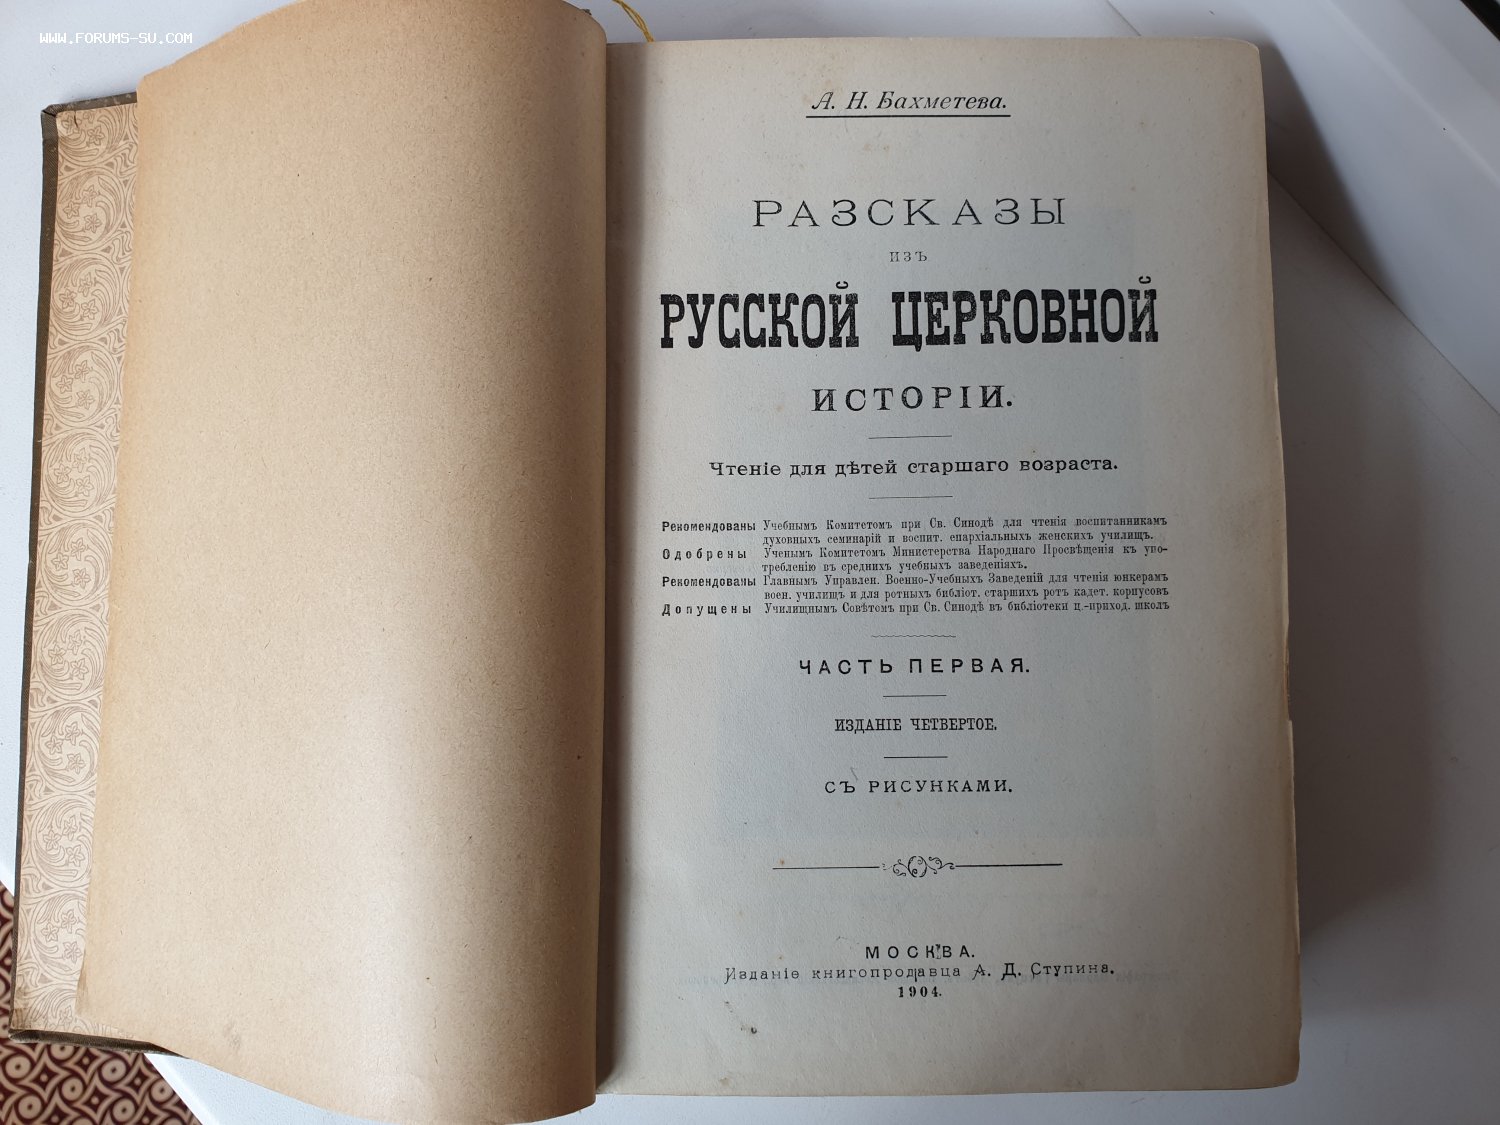 WWW.FORUMS-SU.COM
А. Н. Бахметева.
РАЗСКАЗЫ
ИЗЪ
РУССКОЙ ЦЕРКОВНОЙ
ИСТОРІИ.
Чтеніе для дѣтей старшаго возраста.
Рекомендованы Учебнымъ Комитетомъ при Св. Синодѣ для чтенія воспитанникамъ
духовныхъ семинарій и воспит. епархіальныхъ женскихъ училищъ.
Одобрены Ученымъ Комитетомъ Министерства Народнаго Просвѣщенія къ упо-
требленію въ среднихъ учебныхъ заведеніяхъ.
Рекомендованы Главнымъ Управлен. Военно-Учебныхъ Заведеній для чтенія юнкерамъ
воен. училищъ и для ротныхъ библіот. старшихъ ротъ кадет. корпусовъ
Допущены Училищнымъ Совѣтомъ при Св. Синодѣ въ библіотеки ц.-приход. школъ
ЧАСТЬ ПЕРВАЯ.
ИЗДАНІЕ ЧЕТВЕРТОЕ.
СЪ РИСУНКАМИ.
МОСКВА.
Изданіе книгопродавца А. Д. Ступина.
1904.